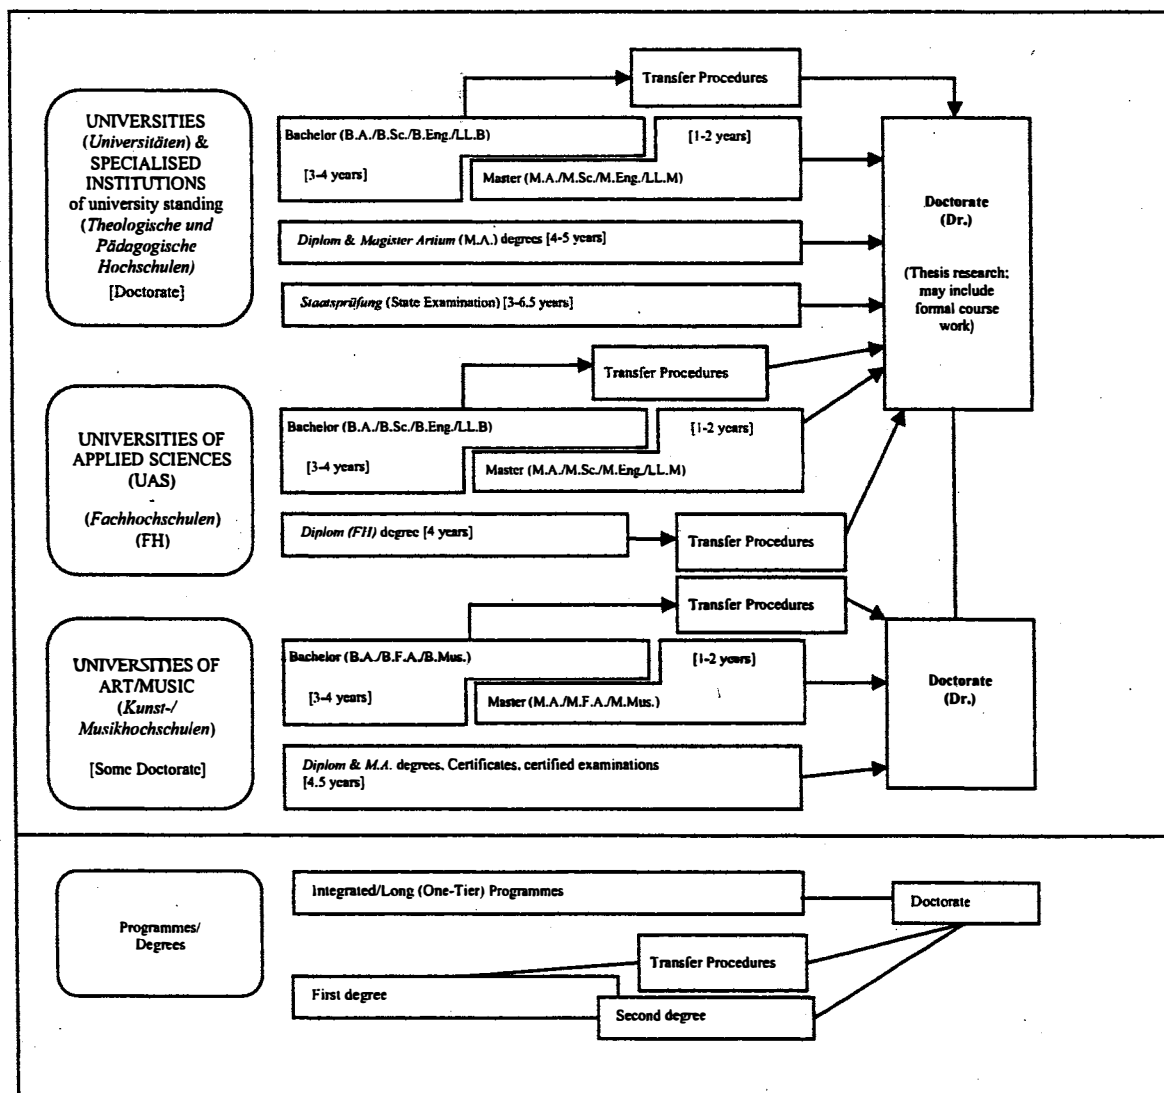 Transfer Procedures
UNIVERSITIES
(Universitäten) &
SPECIALISED
INSTITUTIONS
of university standing
(Theologische und
Pädagogische
Hochschulen)
[Doctorate]
Bachelor (B.A./B.Sc./B.Eng./LL.B)
[1-2 years]
[3-4 years]
Master (M.A./M.Sc./M.Eng./LL.M)
Diplom & Magister Artium (M.A.) degrees [4-5 years]
Staatsprüfung (State Examination) [3-6.5 years]
Doctorate
(Dr.)
(Thesis research;
may include
formal course
work)
Transfer Procedures
UNIVERSITIES OF
APPLIED SCIENCES
(UAS)
-
(Fachhochschulen)
(FH)
Bachelor (B.A./B.Sc./B.Eng./LL.B)
[1-2 years]
[3-4 years]
Master (M.A./M.Sc./M.Eng./LL.M)
Diplom (FH) degree [4 years]
Transfer Procedures
Transfer Procedures
UNIVERSITIES OF
ART/MUSIC
(Kunst-/
Musikhochschulen)
[Some Doctorate]
Bachelor (B.A./B.F.A./B.Mus.)
[1-2 years]
[3-4 years]
Master (M.A./M.F.A./M.Mus.)
Diplom & M.A. degrees, Certificates, certified examinations
[4.5 years]
Doctorate
(Dr.)
Programmes/
Degrees
Integrated/Long (One-Tier) Programmes
Doctorate
Transfer Procedures
First degree
Second degree